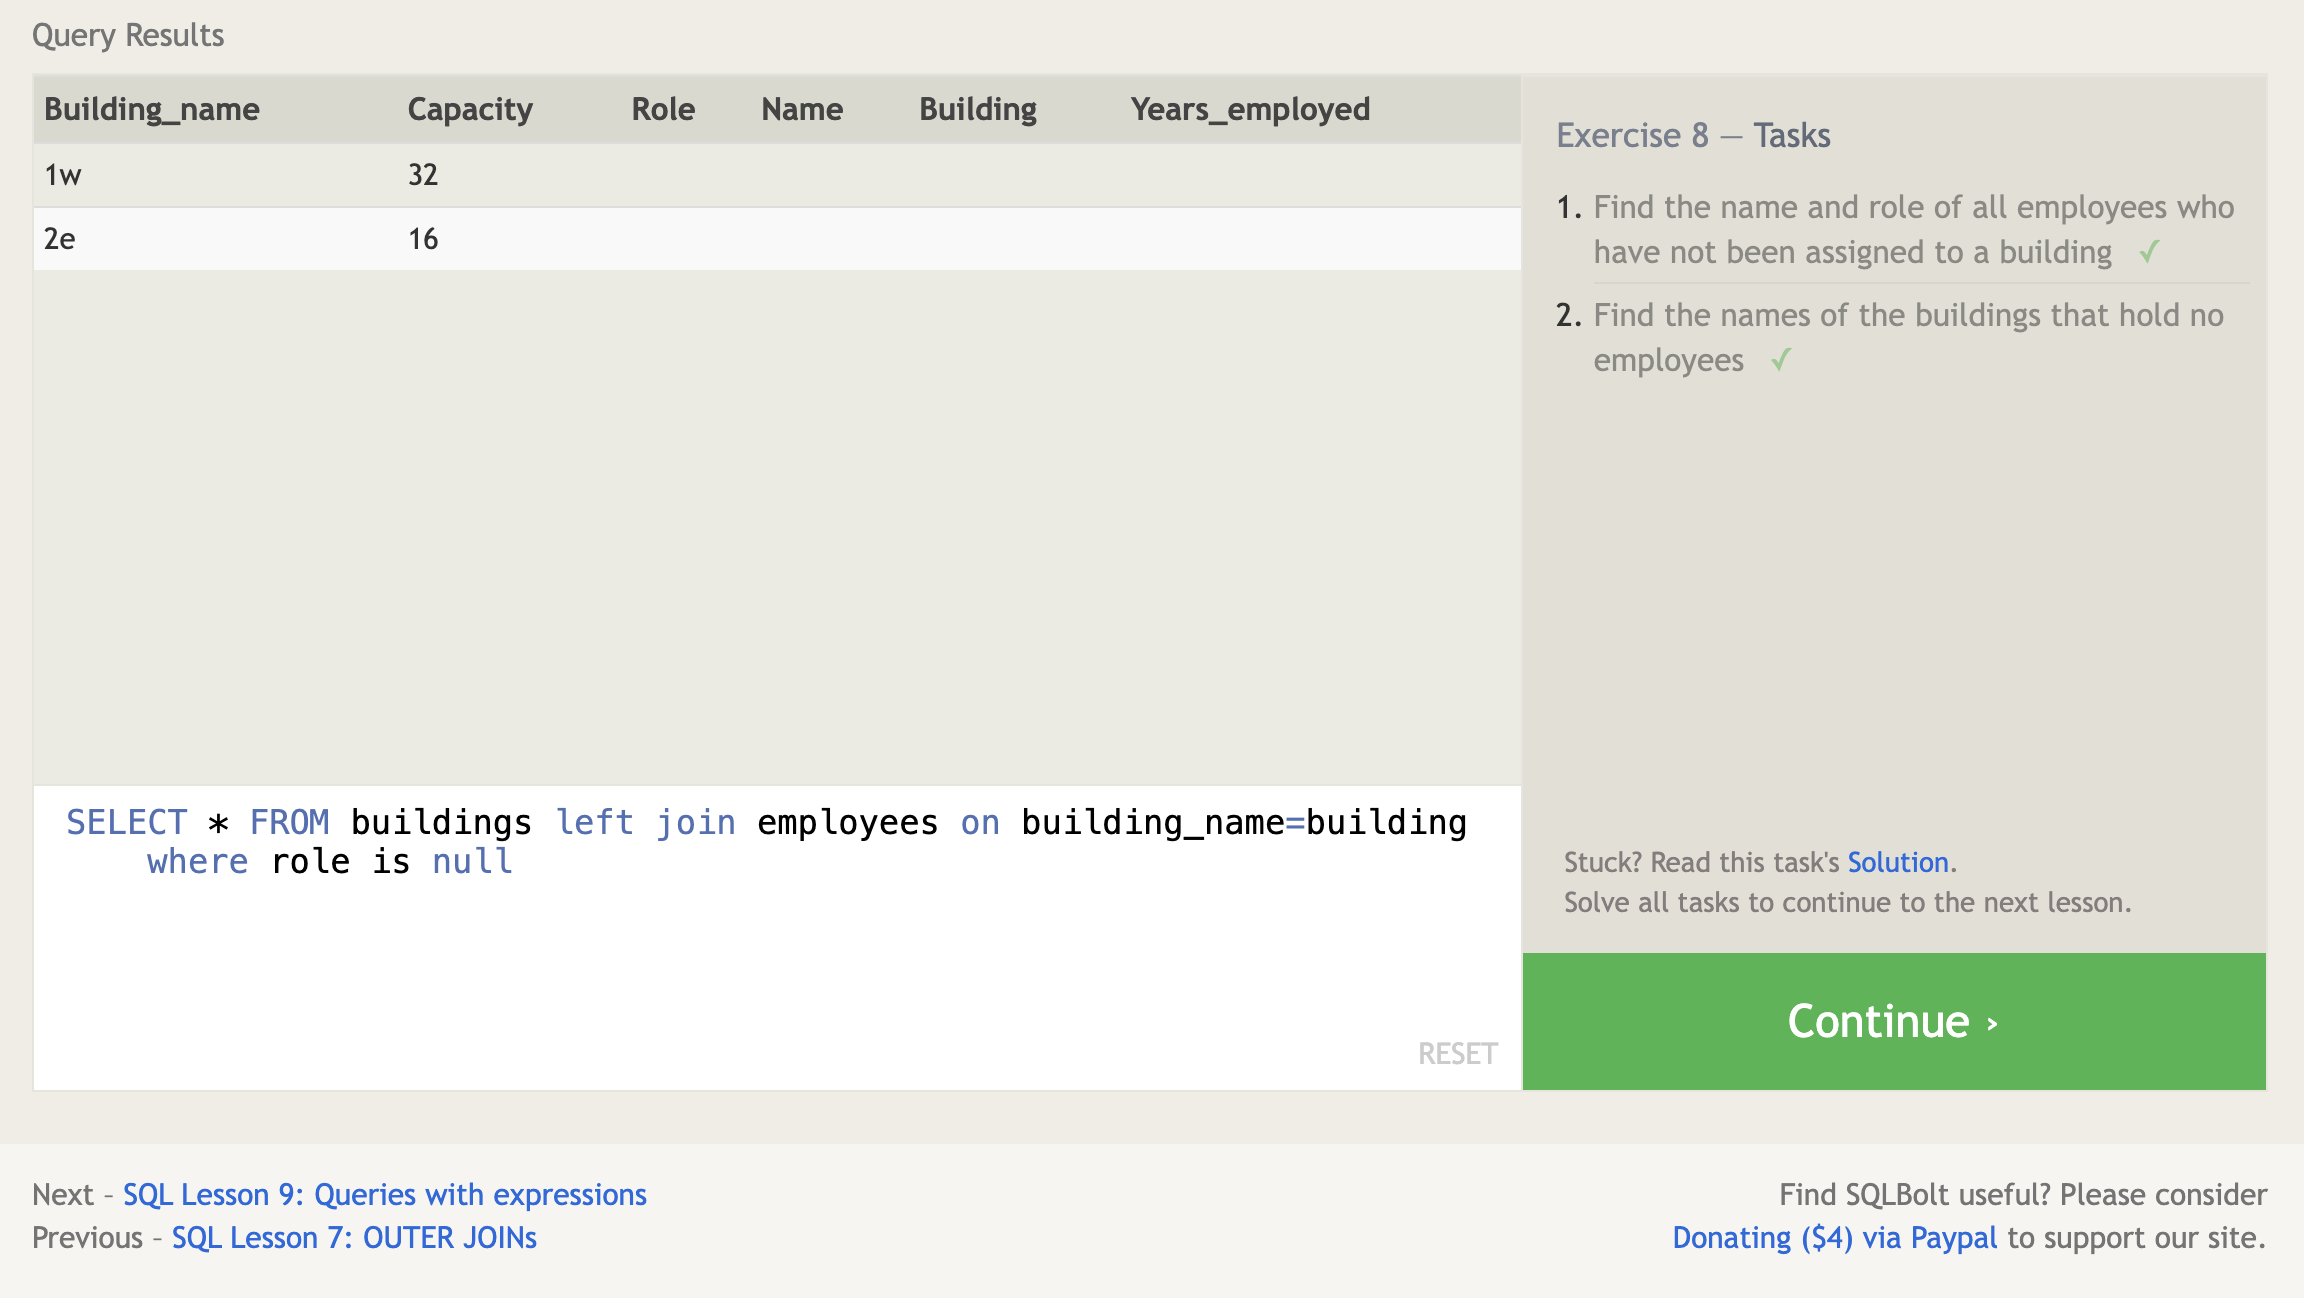 Query Results
Building_name Capacity Role Name Building Years_employed
1w 32
2e 16
SELECT * FROM buildings left join employees on building_name=building
where role is null
RESET
Exercise 8 — Tasks
1. Find the name and role of all employees who
have not been assigned to a building ✓
2. Find the names of the buildings that hold no
employees ✓
Stuck? Read this task's Solution.
Solve all tasks to continue to the next lesson.
Continue ›
Next – SQL Lesson 9: Queries with expressions
Previous – SQL Lesson 7: OUTER JOINs
Find SQLBolt useful? Please consider
Donating ($4) via Paypal to support our site.